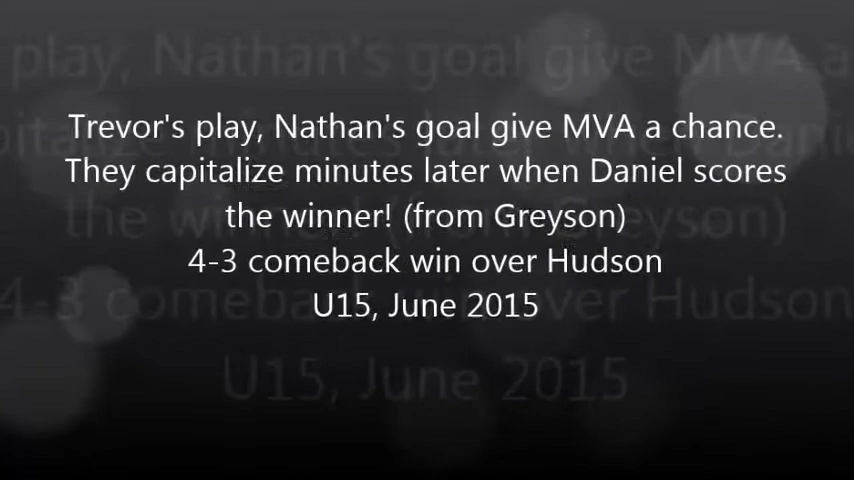 Trevor's play, Nathan's goal give MVA a chance.
They capitalize minutes later when Daniel scores
the winner! (from Greyson)
4-3 comeback win over Hudson
U15, June 2015